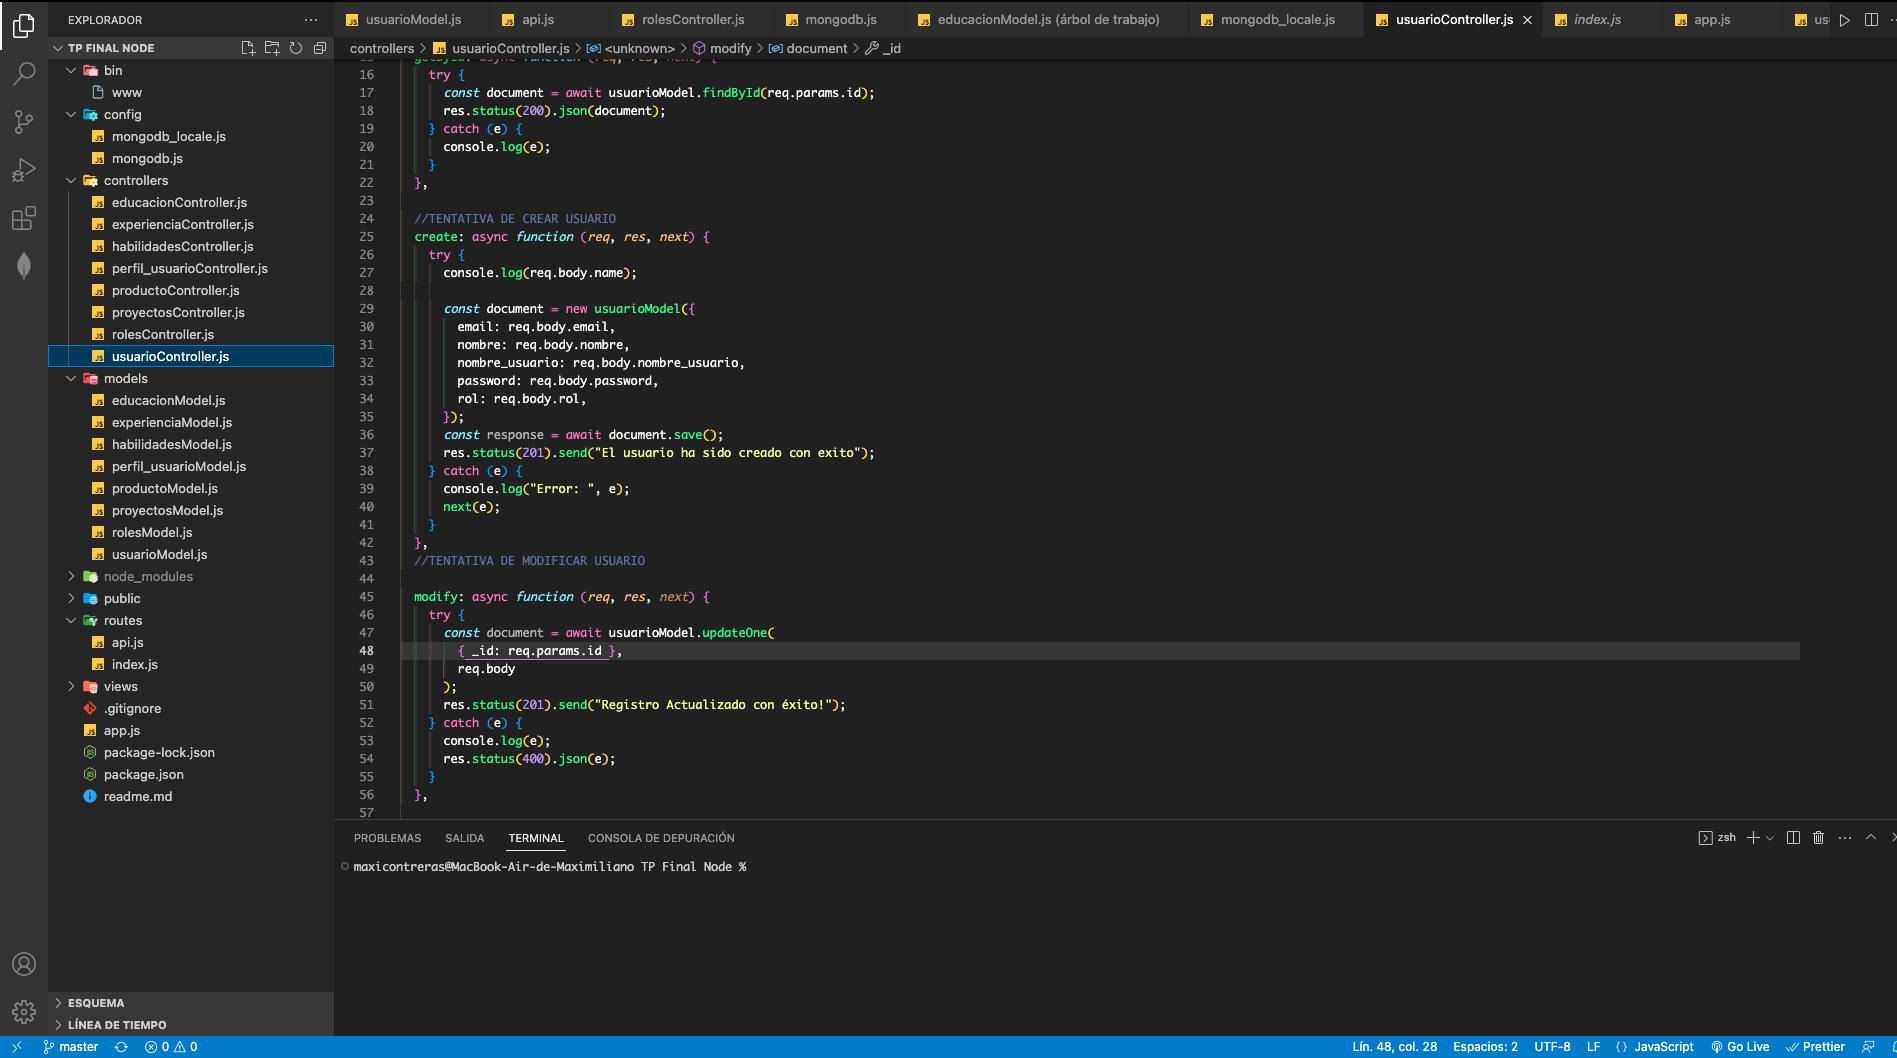 EXPLORADOR
TP FINAL NODE
bin
www
config
mongodb_locale.js
mongodb.js
controllers
educacionController.js
experienciaController.js
habilidadesController.js
perfil_usuarioController.js
productoController.js
proyectosController.js
rolesController.js
usuarioController.js
models
educacionModel.js
experienciaModel.js
habilidadesModel.js
perfil_usuarioModel.js
productoModel.js
proyectosModel.js
rolesModel.js
usuarioModel.js
node_modules
public
routes
api.js
index.js
views
.gitignore
app.js
package-lock.json
package.json
readme.md
ESQUEMA
LÍNEA DE TIEMPO
usuarioModel.js api.js rolesController.js mongodb.js educacionModel.js (árbol de trabajo) mongodb_locale.js usuarioController.js index.js app.js
controllers > usuarioController.js > <unknown> > modify > document > _id
15 getById: async function (req, res, next) {
16 try {
17 const document = await usuarioModel.findById(req.params.id);
18 res.status(200).json(document);
19 } catch (e) {
20 console.log(e);
21 }
22 },
23
24 //TENTATIVA DE CREAR USUARIO
25 create: async function (req, res, next) {
26 try {
27 console.log(req.body.name);
28
29 const document = new usuarioModel({
30 email: req.body.email,
31 nombre: req.body.nombre,
32 nombre_usuario: req.body.nombre_usuario,
33 password: req.body.password,
34 rol: req.body.rol,
35 });
36 const response = await document.save();
37 res.status(201).send("El usuario ha sido creado con exito");
38 } catch (e) {
39 console.log("Error: ", e);
40 next(e);
41 }
42 },
43 //TENTATIVA DE MODIFICAR USUARIO
44
45 modify: async function (req, res, next) {
46 try {
47 const document = await usuarioModel.updateOne(
48 { _id: req.params.id },
49 req.body
50 );
51 res.status(201).send("Registro Actualizado con éxito!");
52 } catch (e) {
53 console.log(e);
54 res.status(400).json(e);
55 }
56 },
57
PROBLEMAS SALIDA TERMINAL CONSOLA DE DEPURACIÓN zsh
maxicontreras@MacBook-Air-de-Maximiliano TP Final Node %
master 0 0 Lín. 48, col. 28 Espacios: 2 UTF-8 LF {} JavaScript Go Live Prettier